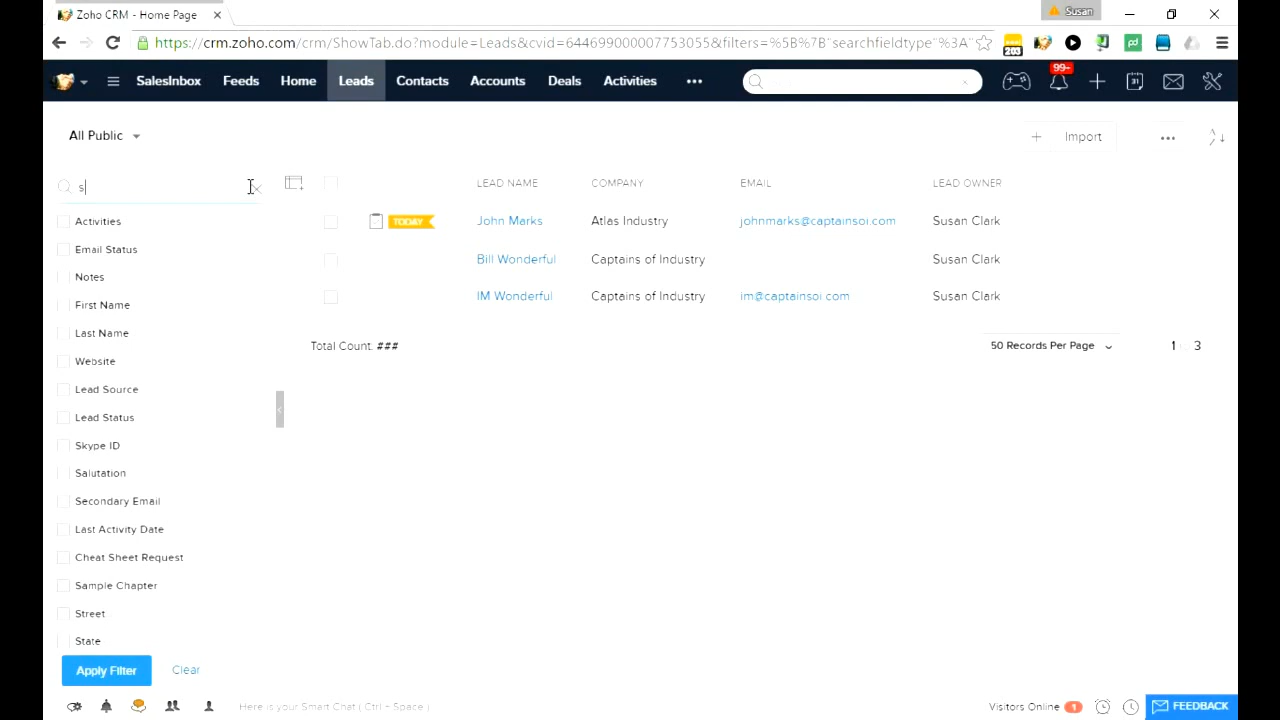 Zoho CRM - Home Page
Susan
https://crm.zoho.com/crm/ShowTab.do?module=Leads&cvid=644699000007753055&filters=%5B%7B"searchfieldtype"%3A"
203
SalesInbox Feeds Home Leads Contacts Accounts Deals Activities
99+
31
All Public
Import
s
LEAD NAME COMPANY EMAIL LEAD OWNER
Activities
TODAY John Marks Atlas Industry johnmarks@captainsoi.com Susan Clark
Email Status
Bill Wonderful Captains of Industry Susan Clark
Notes
IM Wonderful Captains of Industry im@captainsoi.com Susan Clark
First Name
Last Name
Total Count: ### 50 Records Per Page 1 3
Website
Lead Source
Lead Status
Skype ID
Salutation
Secondary Email
Last Activity Date
Cheat Sheet Request
Sample Chapter
Street
State
Apply Filter Clear
Here is your Smart Chat ( Ctrl + Space ) Visitors Online 1 FEEDBACK